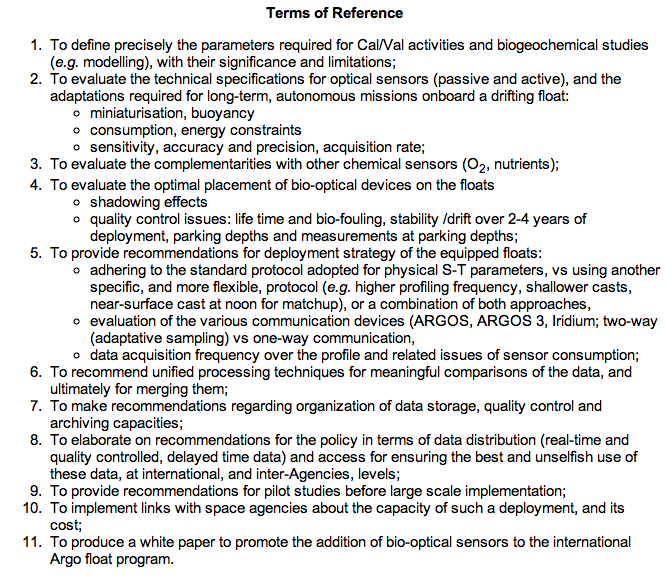 Terms of Reference
1. To define precisely the parameters required for Cal/Val activities and biogeochemical studies
(e.g. modelling), with their significance and limitations;
2. To evaluate the technical specifications for optical sensors (passive and active), and the
adaptations required for long-term, autonomous missions onboard a drifting float:
o miniaturisation, buoyancy
o consumption, energy constraints
o sensitivity, accuracy and precision, acquisition rate;
3. To evaluate the complementarities with other chemical sensors (O2, nutrients);
4. To evaluate the optimal placement of bio-optical devices on the floats
o shadowing effects
o quality control issues: life time and bio-fouling, stability /drift over 2-4 years of
deployment, parking depths and measurements at parking depths;
5. To provide recommendations for deployment strategy of the equipped floats:
o adhering to the standard protocol adopted for physical S-T parameters, vs using another
specific, and more flexible, protocol (e.g. higher profiling frequency, shallower casts,
near-surface cast at noon for matchup), or a combination of both approaches,
o evaluation of the various communication devices (ARGOS, ARGOS 3, Iridium; two-way
(adaptative sampling) vs one-way communication,
o data acquisition frequency over the profile and related issues of sensor consumption;
6. To recommend unified processing techniques for meaningful comparisons of the data, and
ultimately for merging them;
7. To make recommendations regarding organization of data storage, quality control and
archiving capacities;
8. To elaborate on recommendations for the policy in terms of data distribution (real-time and
quality controlled, delayed time data) and access for ensuring the best and unselfish use of
these data, at international, and inter-Agencies, levels;
9. To provide recommendations for pilot studies before large scale implementation;
10. To implement links with space agencies about the capacity of such a deployment, and its
cost;
11. To produce a white paper to promote the addition of bio-optical sensors to the international
Argo float program.